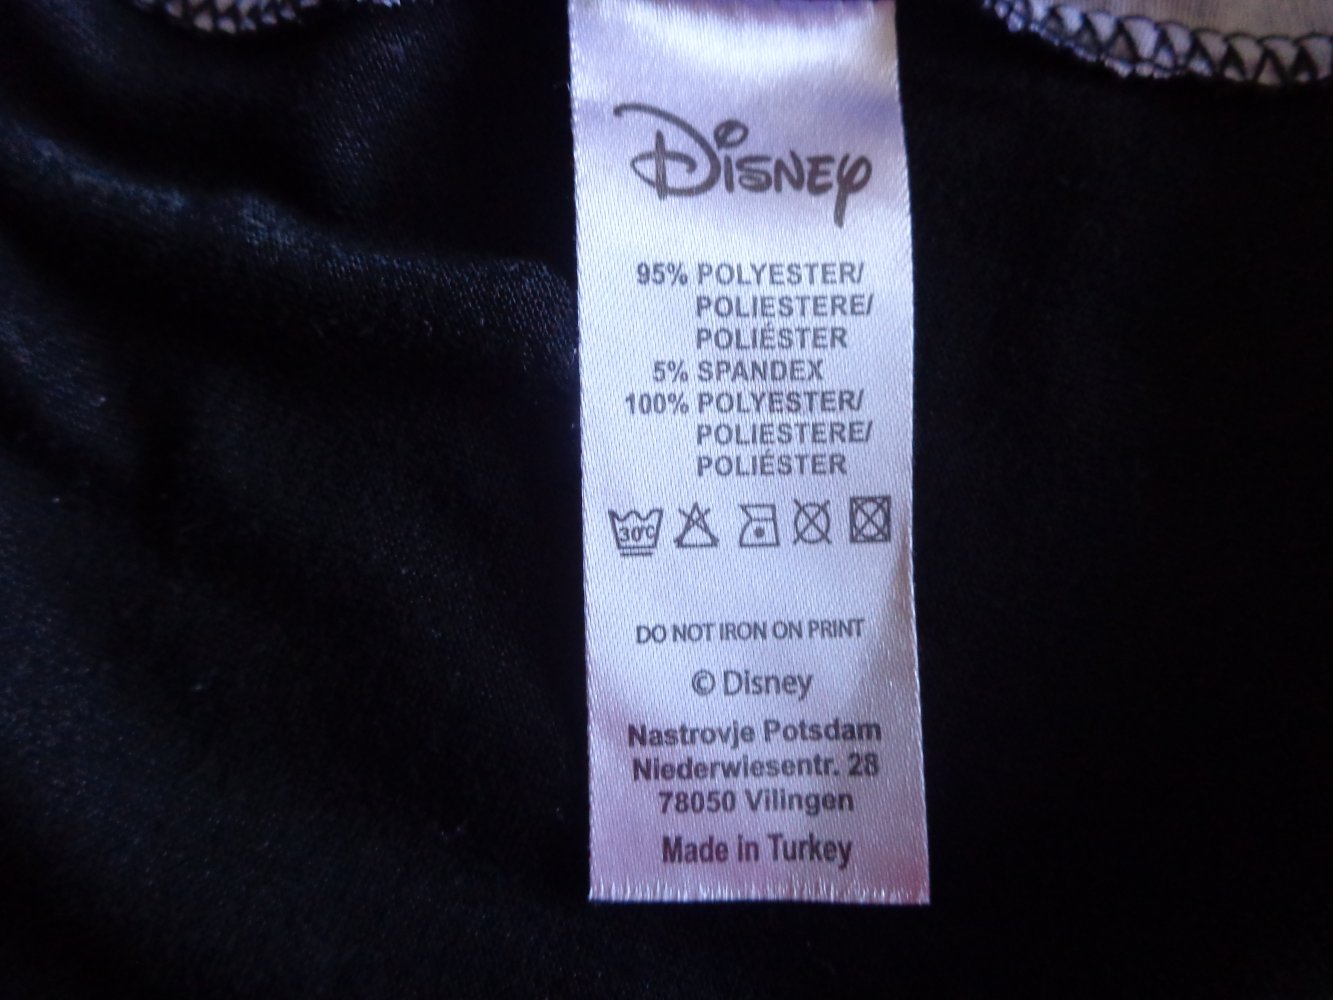 Disney
95% POLYESTER/
POLIESTERE/
POLIÉSTER
5% SPANDEX
100% POLYESTER/
POLIESTERE/
POLIÉSTER
30°C
DO NOT IRON ON PRINT
© Disney
Nastrovje Potsdam
Niederwiesentr. 28
78050 Vilingen
Made in Turkey